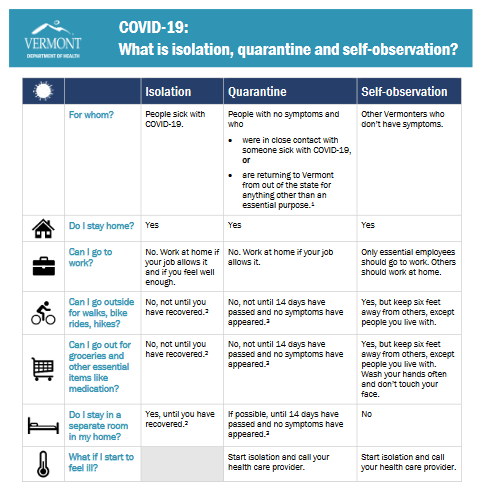 VERMONT
DEPARTMENT OF HEALTH
COVID-19:
What is isolation, quarantine and self-observation?
Isolation
Quarantine
Self-observation
For whom?
People sick with
COVID-19.
People with no symptoms and
who
• were in close contact with
someone sick with COVID-19,
or
• are returning to Vermont
from out of the state for
anything other than an
essential purpose.¹
Other Vermonters who
don't have symptoms.
Do I stay home?
Yes
Yes
Yes
Can I go to
work?
No. Work at home if
your job allows it
and if you feel well
enough.
No. Work at home if your job
allows it.
Only essential employees
should go to work. Others
should work at home.
Can I go outside
for walks, bike
rides, hikes?
No, not until you
have recovered.²
No, not until 14 days have
passed and no symptoms have
appeared.³
Yes, but keep six feet
away from others, except
people you live with.
Can I go out for
groceries and
other essential
items like
medication?
No, not until you
have recovered.²
No, not until 14 days have
passed and no symptoms have
appeared.³
Yes, but keep six feet
away from others, except
people you live with.
Wash your hands often
and don't touch your
face.
Do I stay in a
separate room
in my home?
Yes, until you have
recovered.²
If possible, until 14 days have
passed and no symptoms have
appeared.³
No
What if I start to
feel ill?
Start isolation and call your
health care provider.
Start isolation and call
your health care provider.